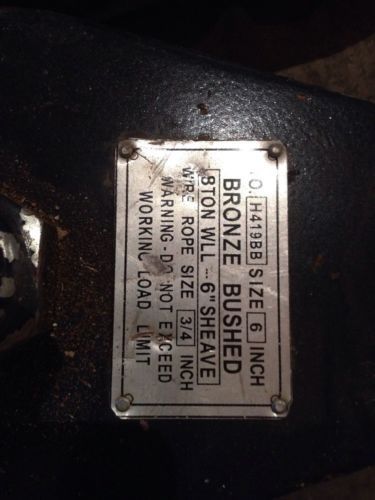 NO. H419BB SIZE 6 INCH
BRONZE BUSHED
8TON WLL --- 6" SHEAVE
WIRE ROPE SIZE 3/4 INCH
WARNING - DO NOT EXCEED
WORKING LOAD LIMIT